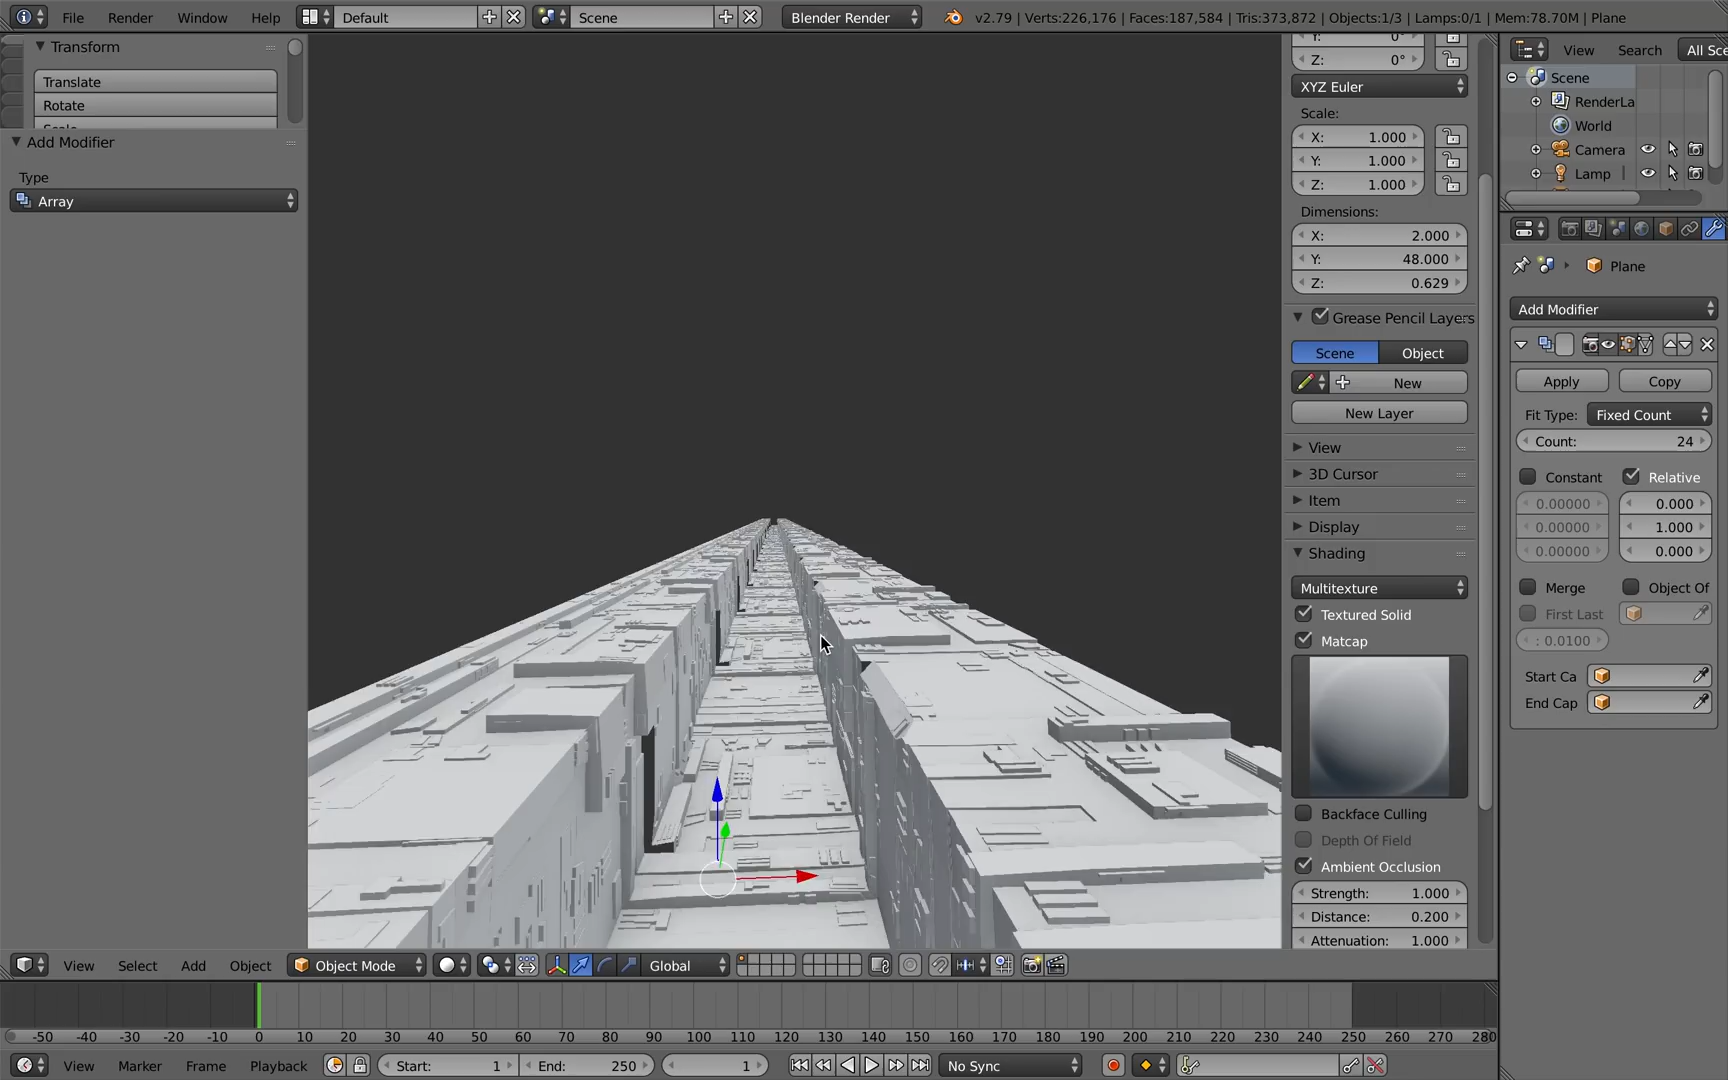 File Render Window Help Default Scene Blender Render v2.79 | Verts:226,176 | Faces:187,584 | Tris:373,872 | Objects:1/3 | Lamps:0/1 | Mem:78.70M | Plane
Transform
Translate
Rotate
Scale
Add Modifier
Type
Array
Y: 0°
Z: 0°
XYZ Euler
Scale:
X: 1.000
Y: 1.000
Z: 1.000
Dimensions:
X: 2.000
Y: 48.000
Z: 0.629
Grease Pencil Layers
Scene Object
New
New Layer
View
3D Cursor
Item
Display
Shading
Multitexture
Textured Solid
Matcap
Backface Culling
Depth Of Field
Ambient Occlusion
Strength: 1.000
Distance: 0.200
Attenuation: 1.000
View Search All Sce
Scene
RenderLa
World
Camera
Lamp
Plane
Add Modifier
Apply Copy
Fit Type: Fixed Count
Count: 24
Constant Relative
0.00000 0.000
0.00000 1.000
0.00000 0.000
Merge Object Of
First Last
: 0.0100
Start Ca
End Cap
View Select Add Object Object Mode Global
-50 -40 -30 -20 -10 0 10 20 30 40 50 60 70 80 90 100 110 120 130 140 150 160 170 180 190 200 210 220 230 240 250 260 270 280
View Marker Frame Playback Start: 1 End: 250 1 No Sync